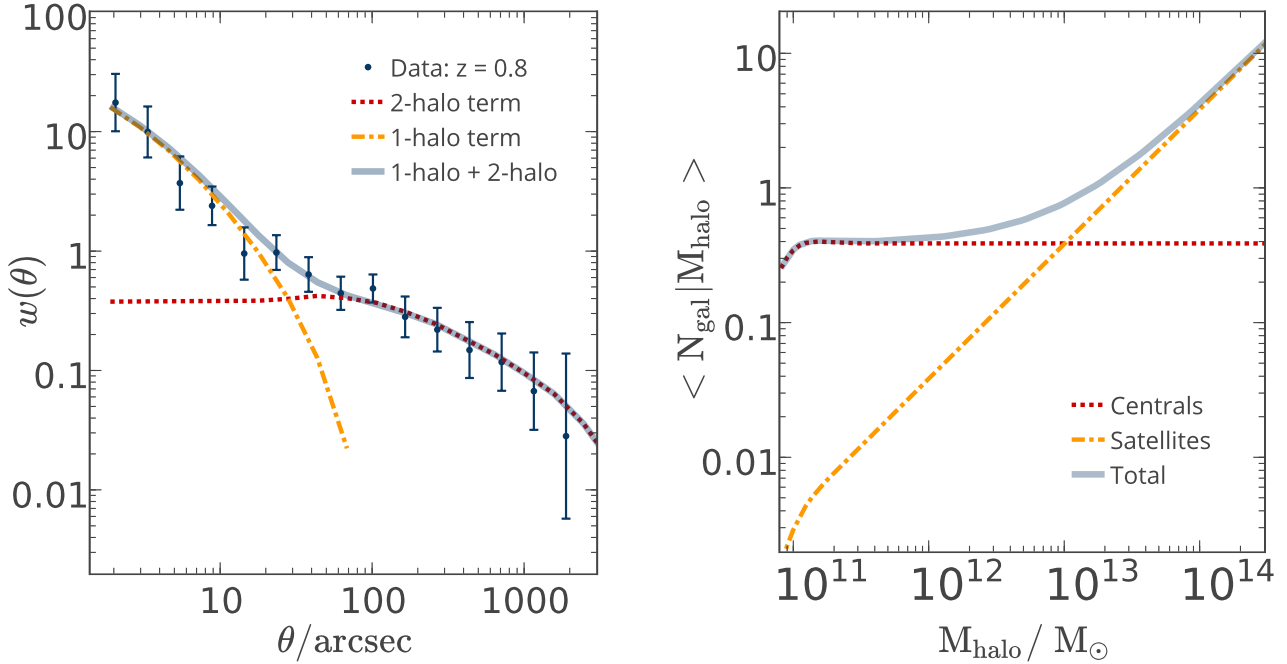 100
10
1
0.1
0.01
w(θ)
10 100 1000
θ/arcsec
Data: z = 0.8
2-halo term
1-halo term
1-halo + 2-halo
10
1
0.1
0.01
< N_gal|M_halo >
10^11 10^12 10^13 10^14
M_halo/ M_⊙
Centrals
Satellites
Total